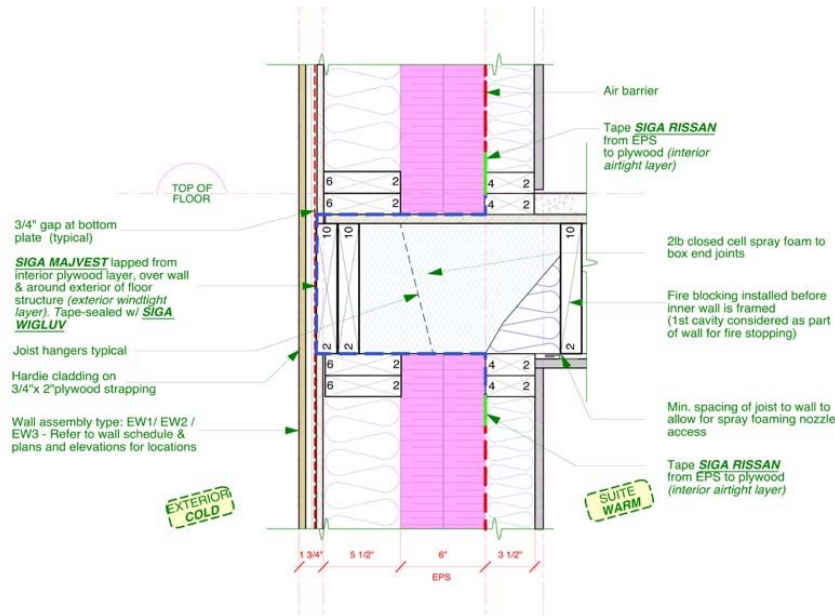 Air barrier
Tape SIGA RISSAN
from EPS
to plywood (interior
airtight layer)
6 2
4 2
TOP OF
FLOOR
6 2
4 2
3/4" gap at bottom
plate (typical)
10
10
10
2lb closed cell spray foam to
box end joints
SIGA MAJVEST lapped from
interior plywood layer, over wall
& around exterior of floor
structure (exterior windtight
layer). Tape-sealed w/ SIGA
WIGLUV
Fire blocking installed before
inner wall is framed
(1st cavity considered as part
of wall for fire stopping)
2
2
2
Joist hangers typical
6 2
4 2
Hardie cladding on
3/4"x 2"plywood strapping
6 2
4 2
Min. spacing of joist to wall to
allow for spray foaming nozzle
access
Wall assembly type: EW1/ EW2 /
EW3 - Refer to wall schedule &
plans and elevations for locations
Tape SIGA RISSAN
from EPS to plywood
(interior airtight layer)
EXTERIOR
COLD
SUITE
WARM
1 3/4" 5 1/2" 6" 3 1/2"
EPS